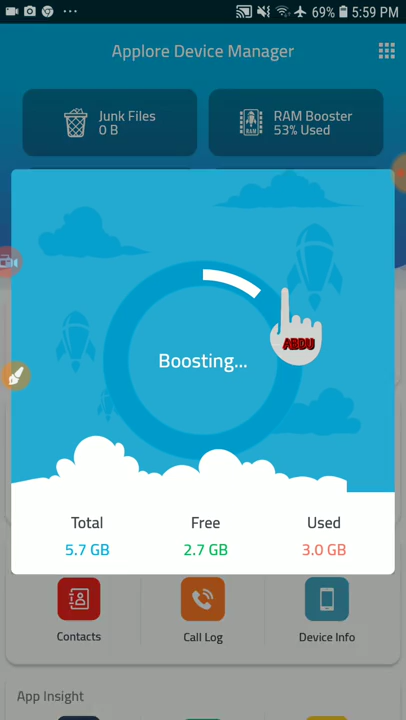 69% 5:59 PM
Applore Device Manager
Junk Files
0 B
RAM Booster
53% Used
Boosting...
ABDU
Total Free Used
5.7 GB 2.7 GB 3.0 GB
Contacts Call Log Device Info
App Insight